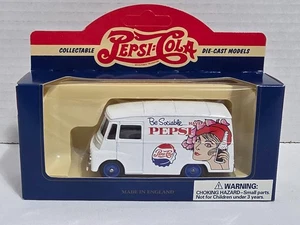 COLLECTABLE
PEPSI-COLA
DIE-CAST MODELS
Be Sociable,
PEPSI
Pepsi-Cola
MADE IN ENGLAND
WARNING:
CHOKING HAZARD-Small parts.
Not for Children under 3 years.